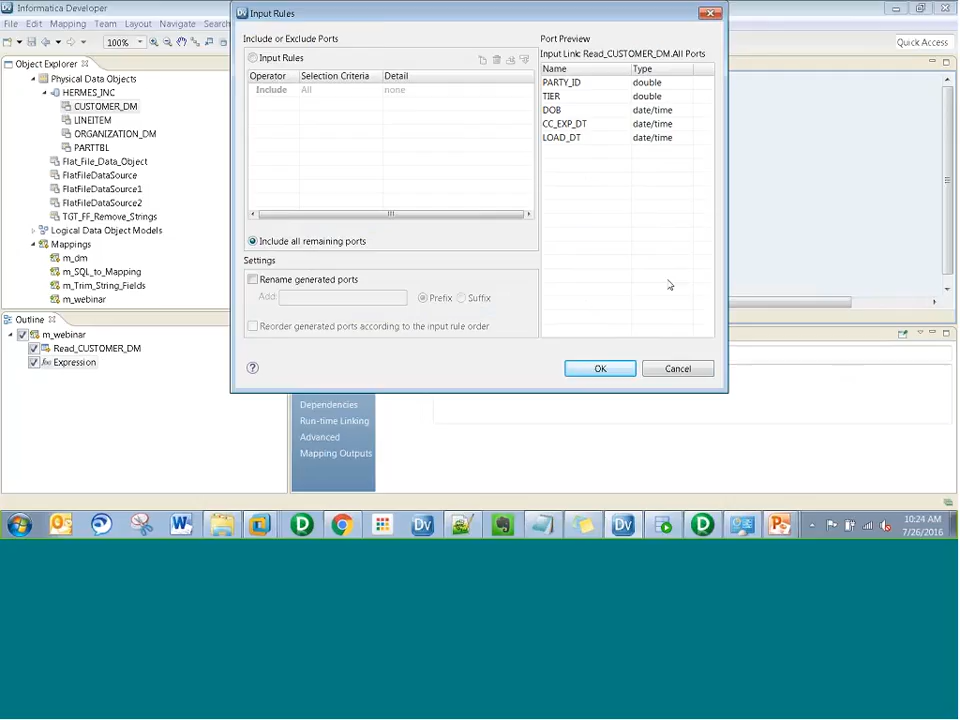 Informatica Developer
File Edit Mapping Team Layout Navigate Search
100%
Quick Access
Object Explorer
Physical Data Objects
HERMES_INC
CUSTOMER_DM
LINEITEM
ORGANIZATION_DM
PARTTBL
Flat_File_Data_Object
FlatFileDataSource
FlatFileDataSource1
FlatFileDataSource2
TGT_FF_Remove_Strings
Logical Data Object Models
Mappings
m_dm
m_SQL_to_Mapping
m_Trim_String_Fields
m_webinar
Outline
m_webinar
Read_CUSTOMER_DM
Expression
Input Rules
Include or Exclude Ports
Input Rules
Operator Selection Criteria Detail
Include All none
Include all remaining ports
Settings
Rename generated ports
Add: Prefix Suffix
Reorder generated ports according to the input rule order
Port Preview
Input Link: Read_CUSTOMER_DM.All Ports
Name Type
PARTY_ID double
TIER double
DOB date/time
CC_EXP_DT date/time
LOAD_DT date/time
OK Cancel
Dependencies
Run-time Linking
Advanced
Mapping Outputs
10:24 AM
7/26/2016